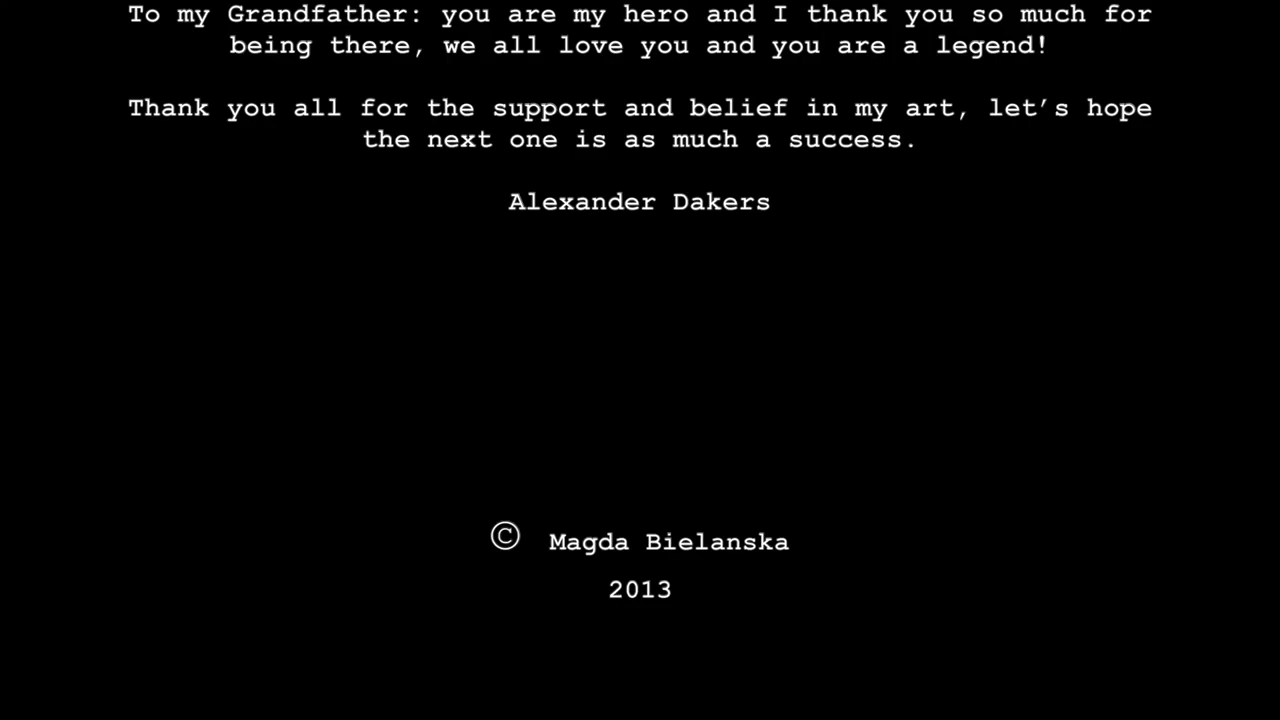 To my Grandfather: you are my hero and I thank you so much for
being there, we all love you and you are a legend!
Thank you all for the support and belief in my art, let’s hope
the next one is as much a success.
Alexander Dakers
© Magda Bielanska
2013